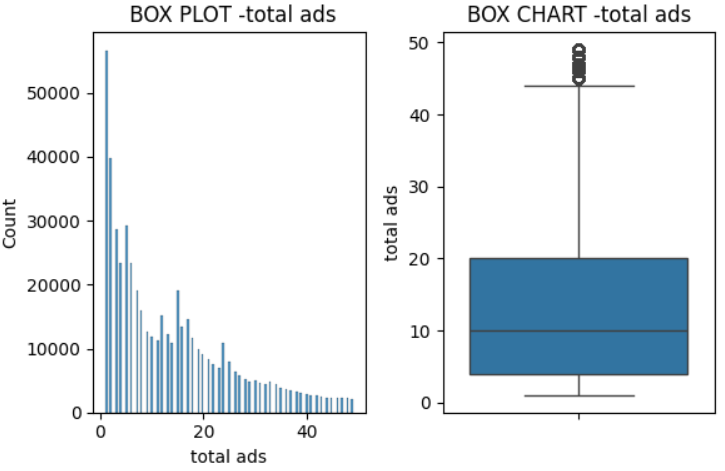 BOX PLOT -total ads
50000
40000
30000
20000
10000
0
Count
0 20 40
total ads
BOX CHART -total ads
50
40
30
20
10
0
total ads